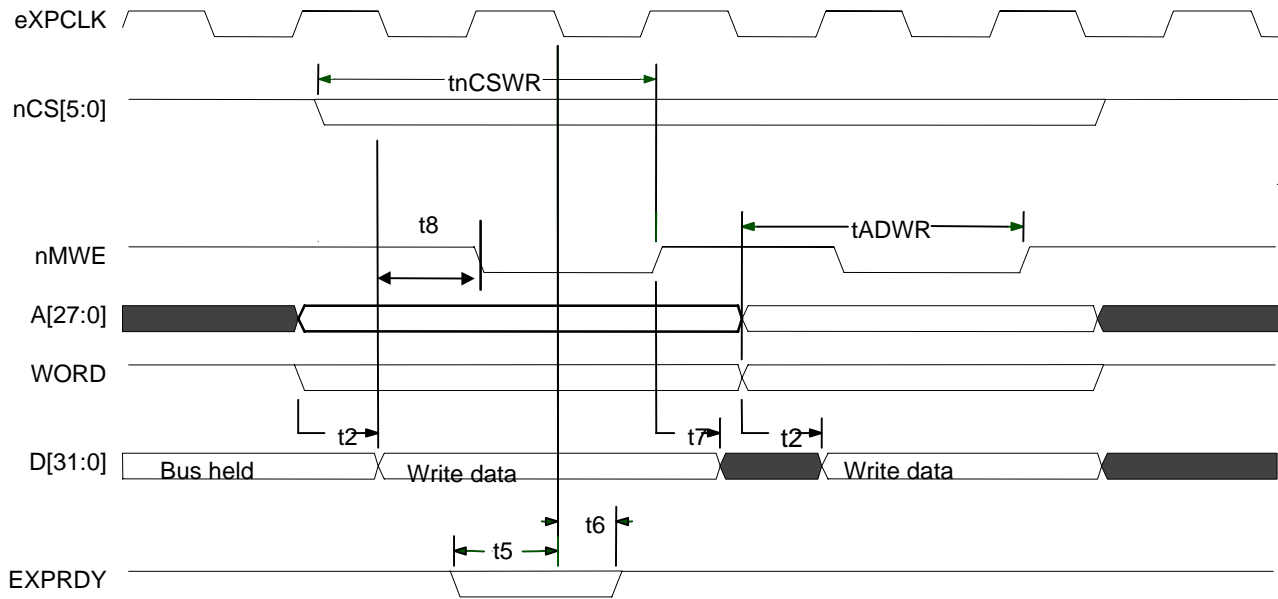 eXPCLK
tnCSWR
nCS[5:0]
t8
tADWR
nMWE
A[27:0]
WORD
t2
t7
t2
D[31:0]
Bus held
Write data
Write data
t6
t5
EXPRDY